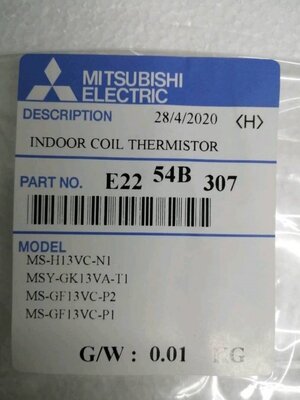 MITSUBISHI
ELECTRIC
DESCRIPTION 28/4/2020 <H>
INDOOR COIL THERMISTOR
PART NO. E22 54B 307
MODEL
MS-H13VC-N1
MSY-GK13VA-T1
MS-GF13VC-P2
MS-GF13VC-P1
G/W : 0.01 KG